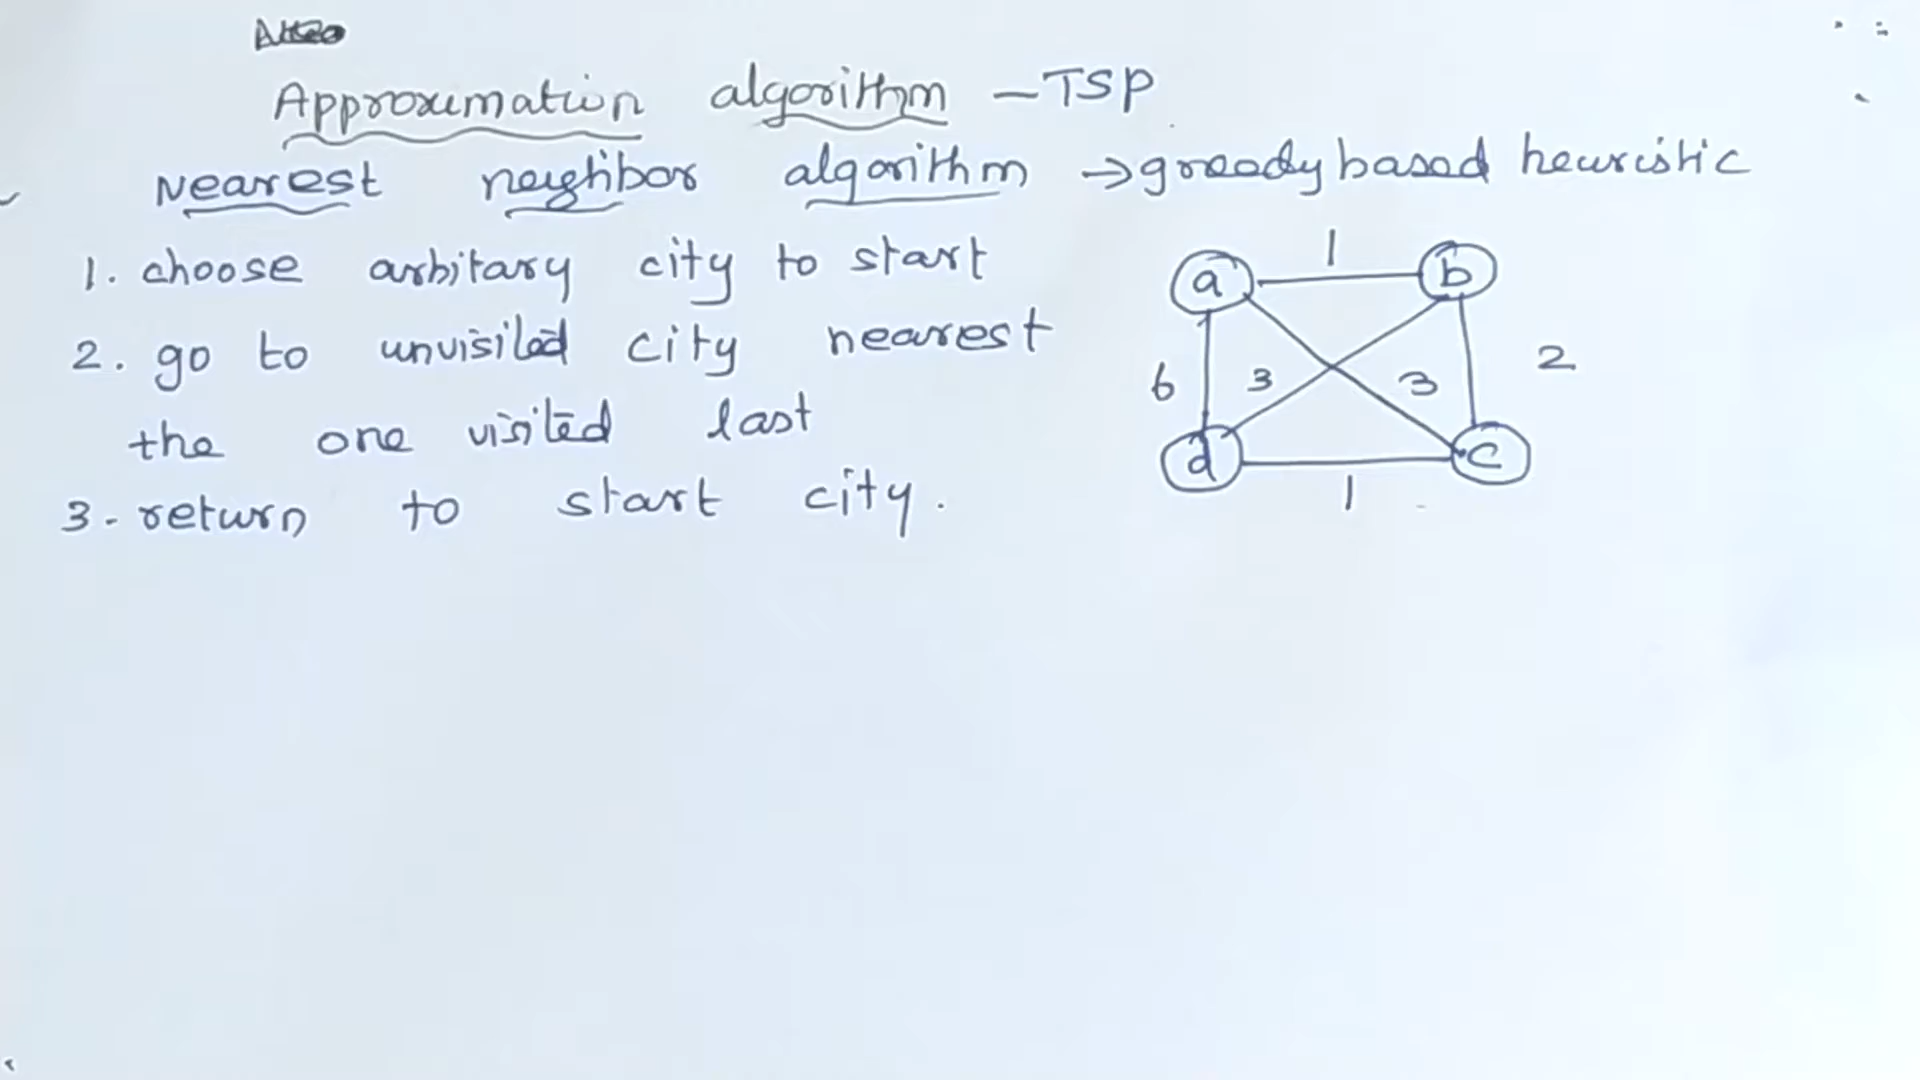 Approximation algorithm - TSP
Nearest neighbor algorithm → greedy based heuristic
1. choose arbitary city to start
2. go to unvisited city nearest
the one visited last
3. return to start city.
a 1 b
6 3 3 2
d c
1